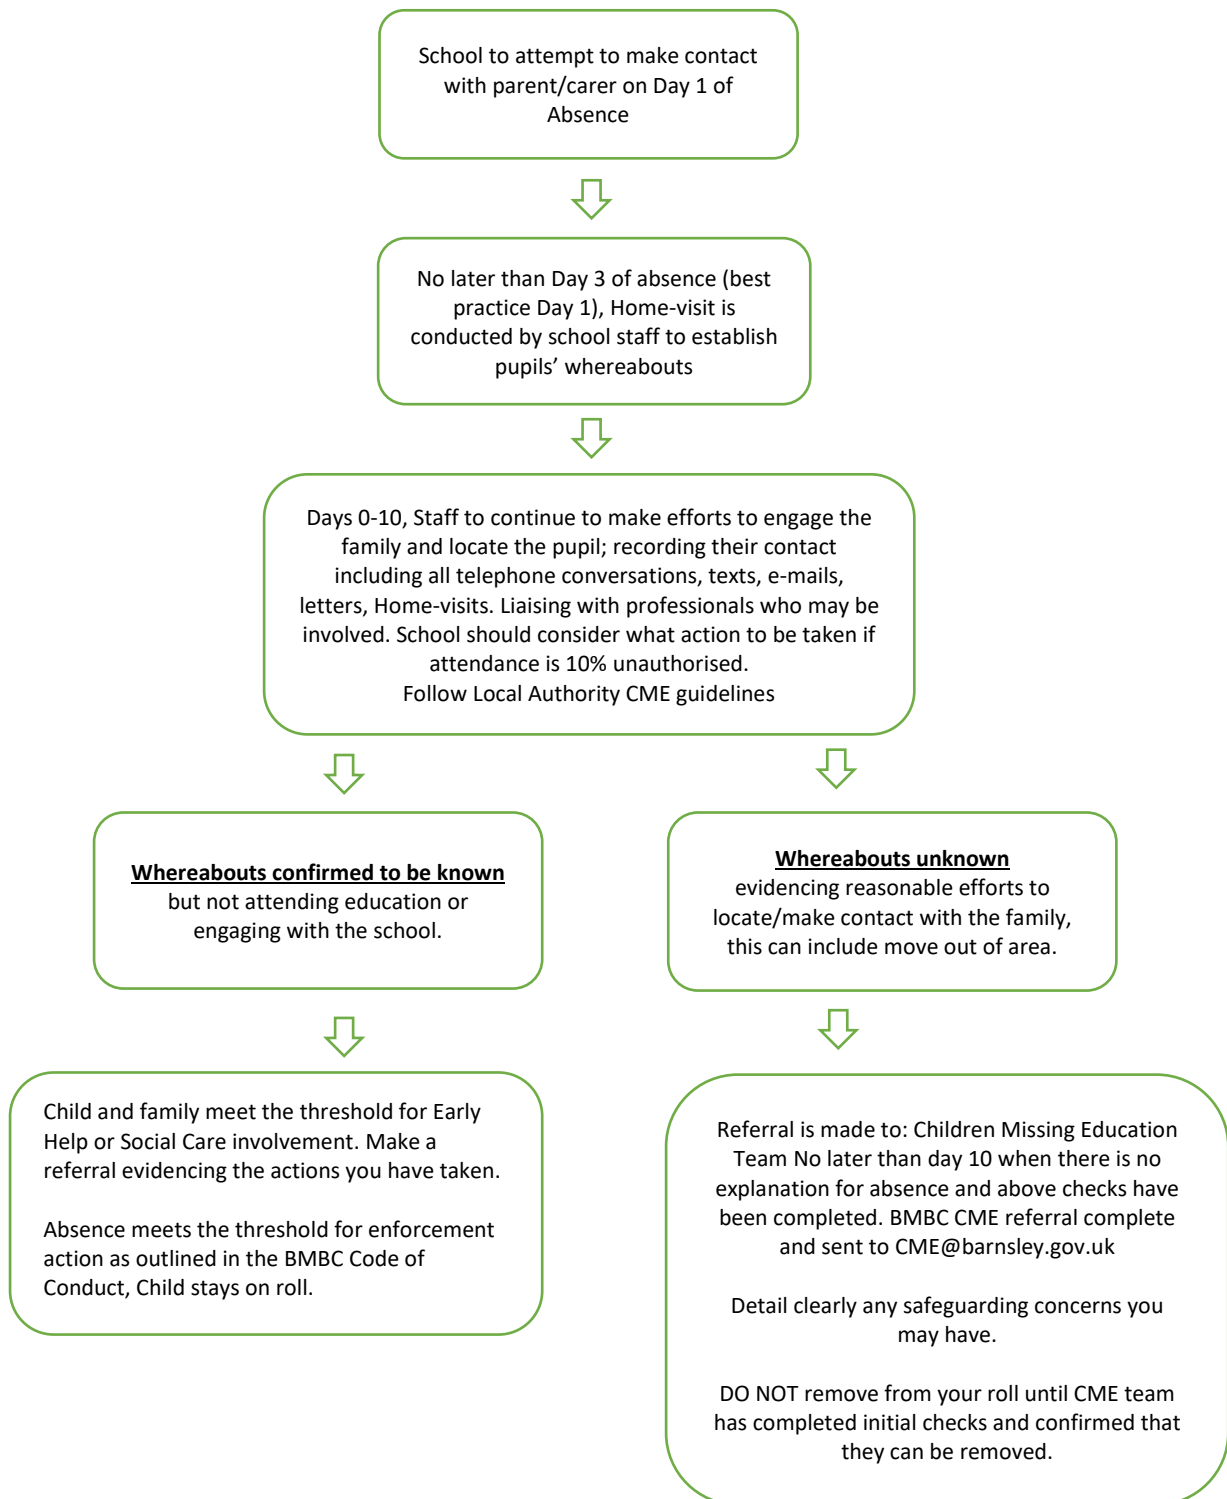 School to attempt to make contact
with parent/carer on Day 1 of
Absence
No later than Day 3 of absence (best
practice Day 1), Home-visit is
conducted by school staff to establish
pupils’ whereabouts
Days 0-10, Staff to continue to make efforts to engage the
family and locate the pupil; recording their contact
including all telephone conversations, texts, e-mails,
letters, Home-visits. Liaising with professionals who may be
involved. School should consider what action to be taken if
attendance is 10% unauthorised.
Follow Local Authority CME guidelines
Whereabouts confirmed to be known
but not attending education or
engaging with the school.
Whereabouts unknown
evidencing reasonable efforts to
locate/make contact with the family,
this can include move out of area.
Child and family meet the threshold for Early
Help or Social Care involvement. Make a
referral evidencing the actions you have taken.
Absence meets the threshold for enforcement
action as outlined in the BMBC Code of
Conduct, Child stays on roll.
Referral is made to: Children Missing Education
Team No later than day 10 when there is no
explanation for absence and above checks have
been completed. BMBC CME referral complete
and sent to CME@barnsley.gov.uk
Detail clearly any safeguarding concerns you
may have.
DO NOT remove from your roll until CME team
has completed initial checks and confirmed that
they can be removed.